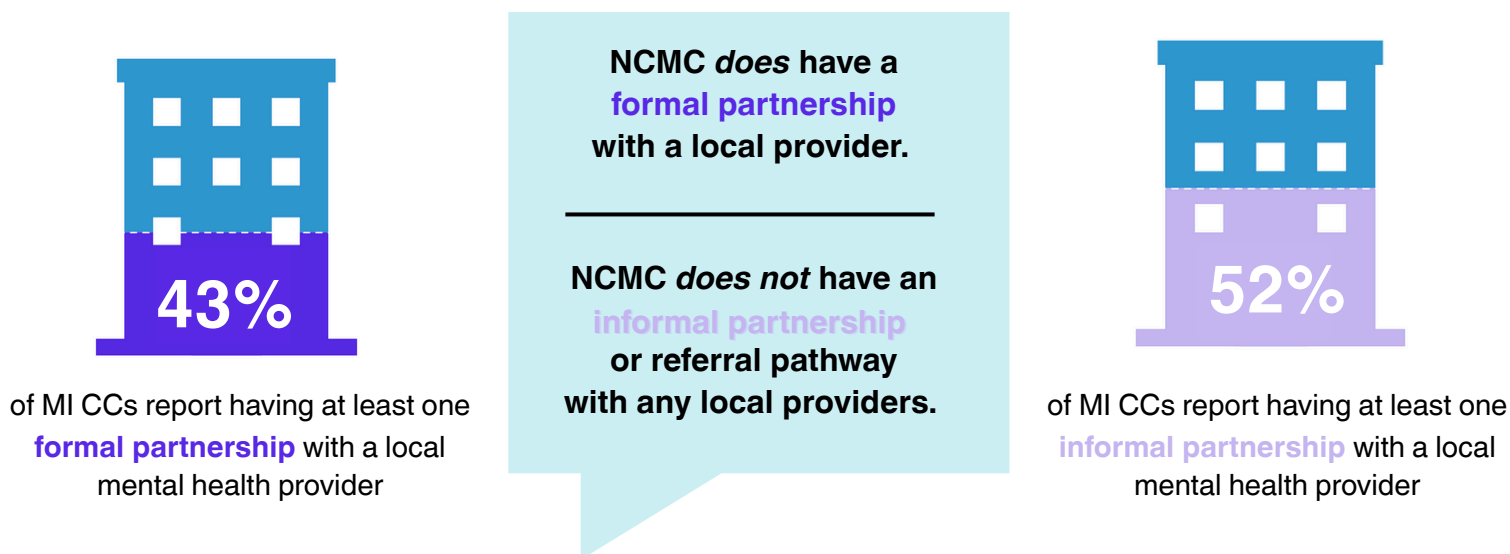 43%
of MI CCs report having at least one
formal partnership with a local
mental health provider
NCMC does have a
formal partnership
with a local provider.
NCMC does not have an
informal partnership
or referral pathway
with any local providers.
52%
of MI CCs report having at least one
informal partnership with a local
mental health provider